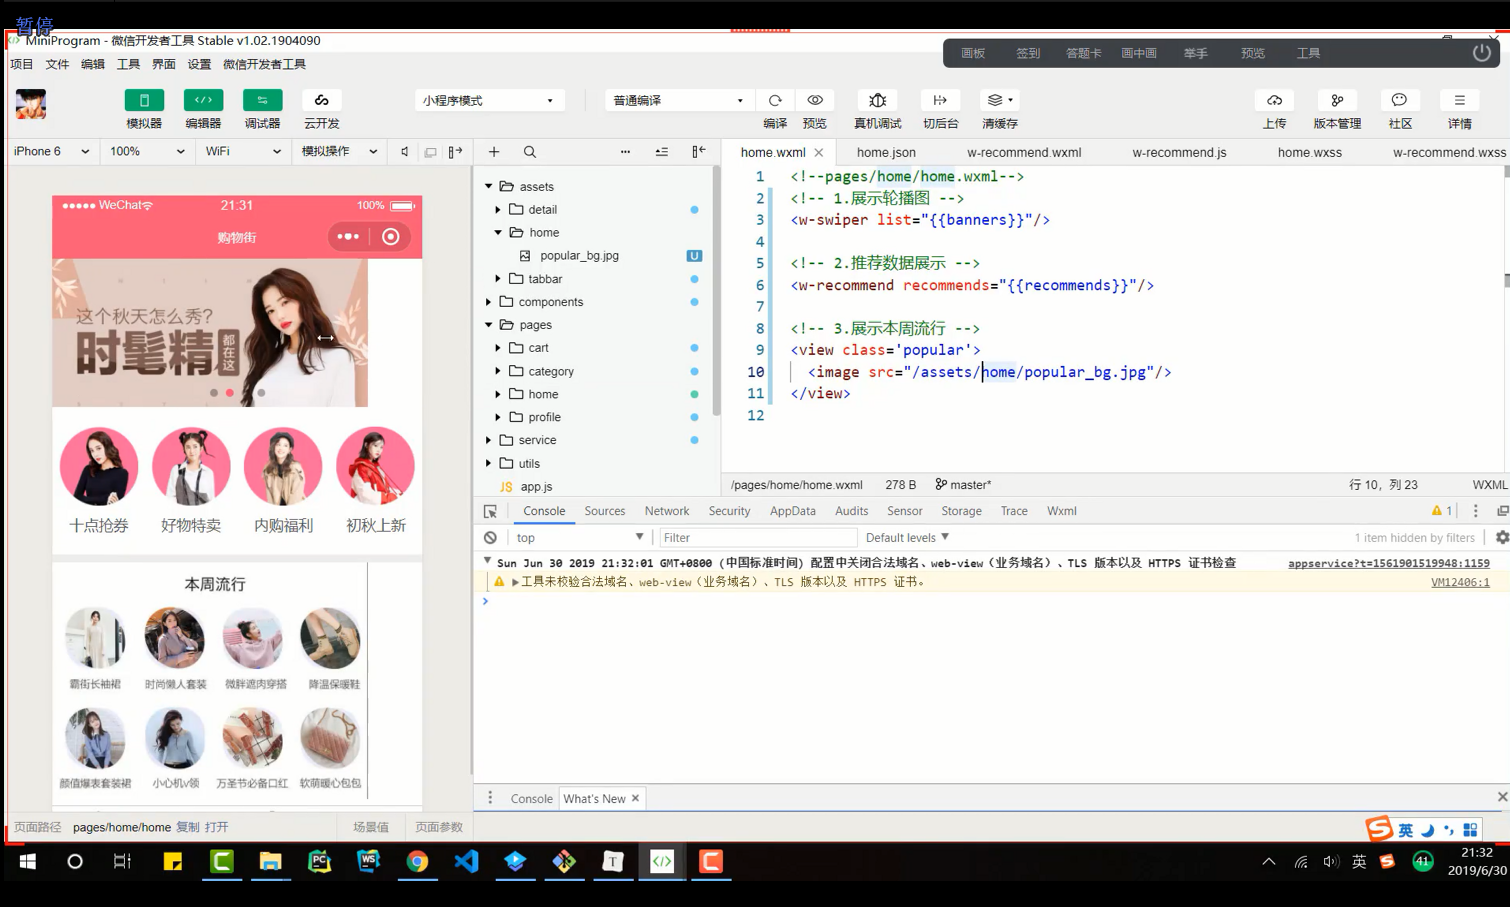 暂停
MiniProgram - 微信开发者工具 Stable v1.02.1904090
画板 签到 答题卡 画中画 举手 预览 工具
项目 文件 编辑 工具 界面 设置 微信开发者工具
小程序模式 普通编译
模拟器 编辑器 调试器 云开发 编译 预览 真机调试 切后台 清缓存 上传 版本管理 社区 详情
iPhone 6 100% WiFi 模拟操作
home.wxml home.json w-recommend.wxml w-recommend.js home.wxss w-recommend.wxss
WeChat 21:31 100%
购物街
这个秋天怎么秀?
时髦精 都在这
十点抢券 好物特卖 内购福利 初秋上新
本周流行
霸街长袖裙 时尚懒人套装 微胖遮肉穿搭 降温保暖鞋
颜值爆表套装裙 小心机V领 万圣节必备口红 软萌暖心包包
页面路径 pages/home/home 复制 打开 场景值 页面参数
assets
detail
home
popular_bg.jpg U
tabbar
components
pages
cart
category
home
profile
service
utils
JS app.js
1 <!--pages/home/home.wxml-->
2 <!-- 1.展示轮播图 -->
3 <w-swiper list="{{banners}}"/>
4
5 <!-- 2.推荐数据展示 -->
6 <w-recommend recommends="{{recommends}}"/>
7
8 <!-- 3.展示本周流行 -->
9 <view class='popular'>
10 <image src="/assets/home/popular_bg.jpg"/>
11 </view>
12
/pages/home/home.wxml 278 B master* 行 10，列 23 WXML
Console Sources Network Security AppData Audits Sensor Storage Trace Wxml 1
top Filter Default levels 1 item hidden by filters
Sun Jun 30 2019 21:32:01 GMT+0800 (中国标准时间) 配置中关闭合法域名、web-view（业务域名）、TLS 版本以及 HTTPS 证书检查 appservice?t=1561901519948:1159
工具未校验合法域名、web-view（业务域名）、TLS 版本以及 HTTPS 证书。 VM12406:1
Console What's New
英
PC WS T 英 41 21:32
2019/6/30